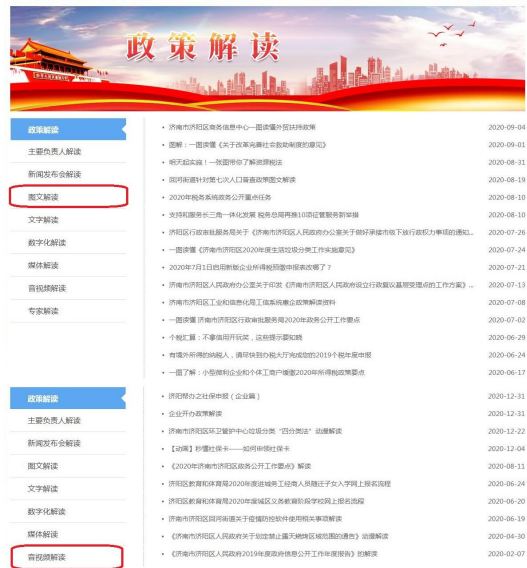 政策解读
政策解读
主要负责人解读
新闻发布会解读
图文解读
文字解读
数字化解读
媒体解读
音视频解读
专家解读
• 济南市济阳区商务信息中心一图读懂外贸扶持政策 2020-09-04
• 图解：一图读懂《关于改革完善社会救助制度的意见》 2020-09-01
• 明天起实施！一张图带你了解资源税法 2020-08-31
• 回河街道针对第七次人口普查政策图文解读 2020-08-19
• 2020年税务系统政务公开重点任务 2020-08-10
• 支持和服务长三角一体化发展 税务总局再推10项征管服务新举措 2020-08-10
• 济阳区行政审批服务局关于《济南市济阳区人民政府办公室关于做好承接市级下放行政权力事项的通知... 2020-07-26
• 一图读懂《济南市济阳区2020年度生活垃圾分类工作实施意见》 2020-07-24
• 2020年7月1日启用新版企业所得税预缴申报表改哪了？ 2020-07-21
• 济南市济阳区人民政府办公室关于印发《济南市济阳区人民政府设立行政复议基层受理点的工作方案》... 2020-07-13
• 济南市济阳区工业和信息化局工信系统惠企政策解读资料 2020-07-08
• 一图读懂 济南市济阳区行政审批服务局2020年政务公开工作要点 2020-07-02
• 个税汇算：不拿信用开玩笑，这些提示要知晓 2020-06-29
• 有境外所得的纳税人，请尽快到办税大厅完成您的2019个税年度申报 2020-06-24
• 一图了解：小型微利企业和个体工商户缓缴2020年所得税政策要点 2020-06-17
政策解读
主要负责人解读
新闻发布会解读
图文解读
文字解读
数字化解读
媒体解读
音视频解读
• 济阳帮办之社保申报（企业篇） 2020-12-31
• 企业开办政策解读 2020-12-31
• 济南市济阳区环卫管护中心垃圾分类“四分类法”动漫解读 2020-12-22
• 【动画】秒懂社保卡——如何申领社保卡 2020-12-04
• 《2020年济南市济阳区政务公开工作要点》解读 2020-08-11
• 济阳区教育和体育局2020年度进城务工经商人员随迁子女入学网上报名流程 2020-06-24
• 济阳区教育和体育局2020年度城区义务教育阶段学校网上报名流程 2020-06-20
• 济南市济阳区回河街道关于疫情防控软件使用相关事项解读 2020-06-19
• 《济南市济阳区人民政府关于划定禁止露天烧烤区域范围的通告》动漫解读 2020-04-30
• 《济南市济阳区人民政府2019年度政府信息公开工作年度报告》的解读 2020-02-07